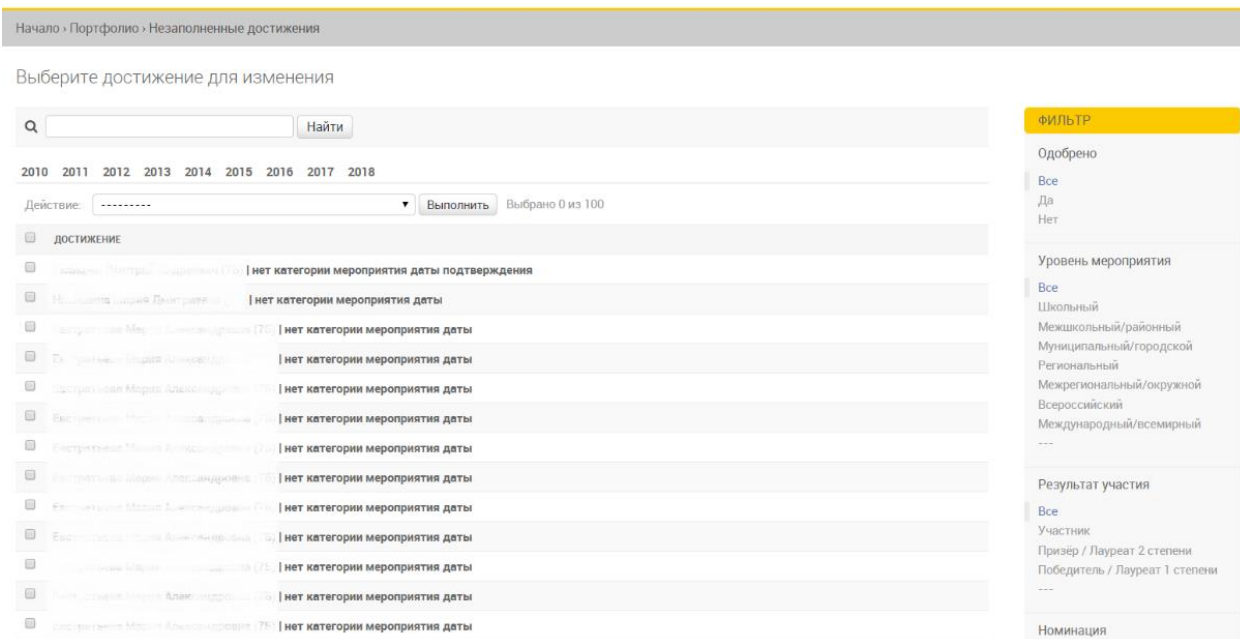 Начало › Портфолио › Незаполненные достижения
Выберите достижение для изменения
Найти
2010 2011 2012 2013 2014 2015 2016 2017 2018
Действие: --------- Выполнить Выбрано 0 из 100
ДОСТИЖЕНИЕ
| нет категории мероприятия даты подтверждения
| нет категории мероприятия даты
| нет категории мероприятия даты
| нет категории мероприятия даты
| нет категории мероприятия даты
| нет категории мероприятия даты
| нет категории мероприятия даты
| нет категории мероприятия даты
| нет категории мероприятия даты
| нет категории мероприятия даты
| нет категории мероприятия даты
| нет категории мероприятия даты
| нет категории мероприятия даты
ФИЛЬТР
Одобрено
Все
Да
Нет
Уровень мероприятия
Все
Школьный
Межшкольный/районный
Муниципальный/городской
Региональный
Межрегиональный/окружной
Всероссийский
Международный/всемирный
---
Результат участия
Все
Участник
Призёр / Лауреат 2 степени
Победитель / Лауреат 1 степени
---
Номинация